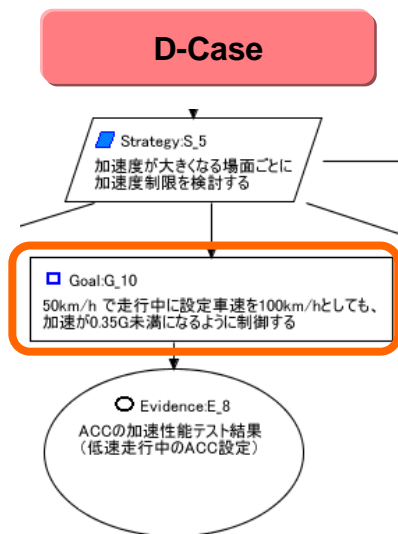 D-Case
Strategy:S_5
加速度が大きくなる場面ごとに
加速度制限を検討する
Goal:G_10
50km/h で走行中に設定車速を100km/hとしても、
加速が0.35G未満になるように制御する
Evidence:E_8
ACCの加速性能テスト結果
（低速走行中のACC設定）